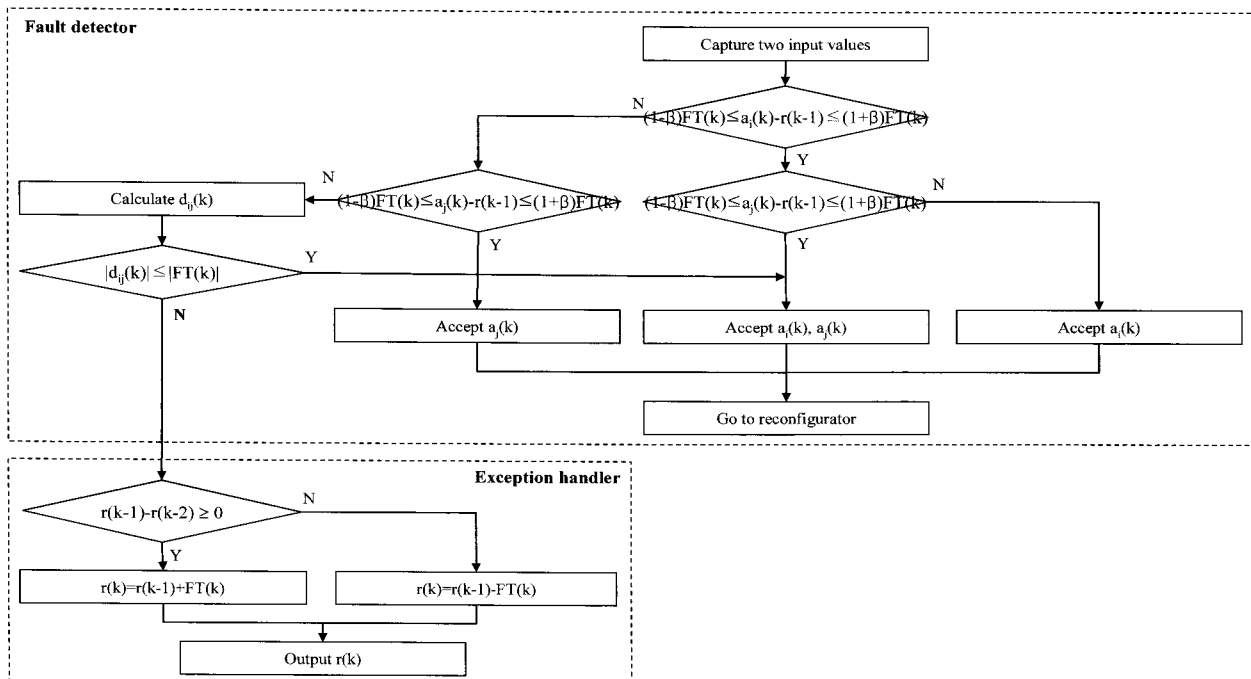 Fault detector
Capture two input values
N
(1-β)FT(k)≤a_i(k)-r(k-1)≤(1+β)FT(k)
Y
N
(1-β)FT(k)≤a_j(k)-r(k-1)≤(1+β)FT(k)
(1-β)FT(k)≤a_j(k)-r(k-1)≤(1+β)FT(k)
N
Calculate d_ij(k)
Y
Y
|d_ij(k)|≤|FT(k)|
Y
N
Accept a_j(k)
Accept a_i(k), a_j(k)
Accept a_i(k)
Go to reconfigurator
Exception handler
r(k-1)-r(k-2) ≥ 0
N
Y
r(k)=r(k-1)+FT(k)
r(k)=r(k-1)-FT(k)
Output r(k)